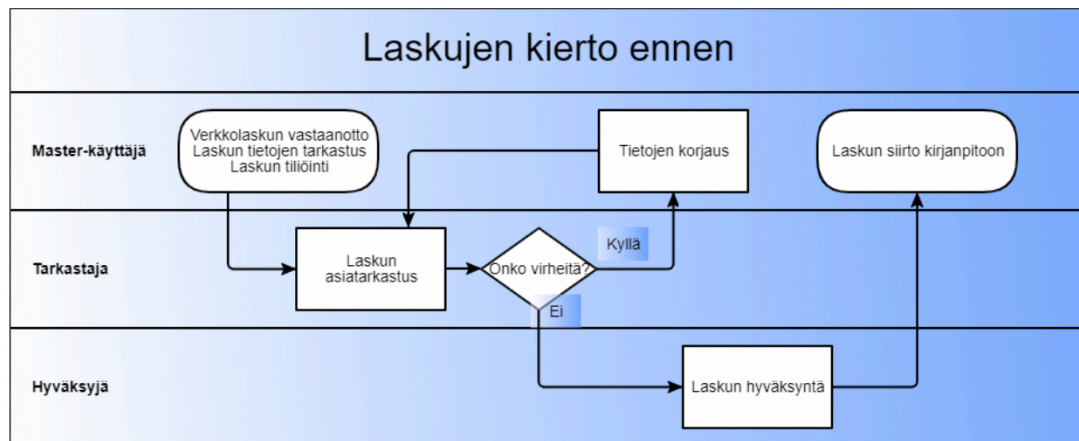 Laskujen kierto ennen
Master-käyttäjä
Verkkolaskun vastaanotto
Laskun tietojen tarkastus
Laskun tiliöinti
Tietojen korjaus
Laskun siirto kirjanpitoon
Tarkastaja
Laskun
asiatarkastus
Onko virheitä?
Kyllä
Ei
Hyväksyjä
Laskun hyväksyntä